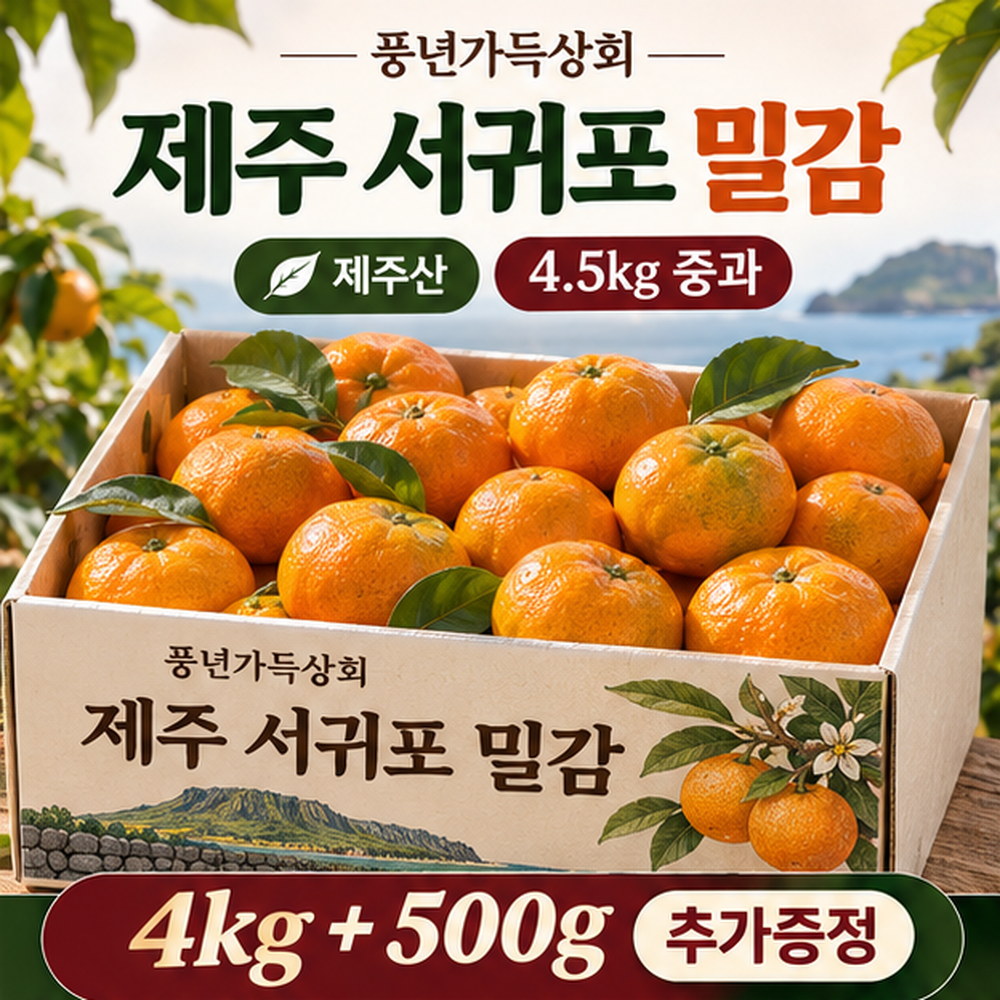 풍년가득상회
제주 서귀포 밀감
제주산
4.5kg 중과
풍년가득상회
제주 서귀포 밀감
4kg + 500g 추가증정